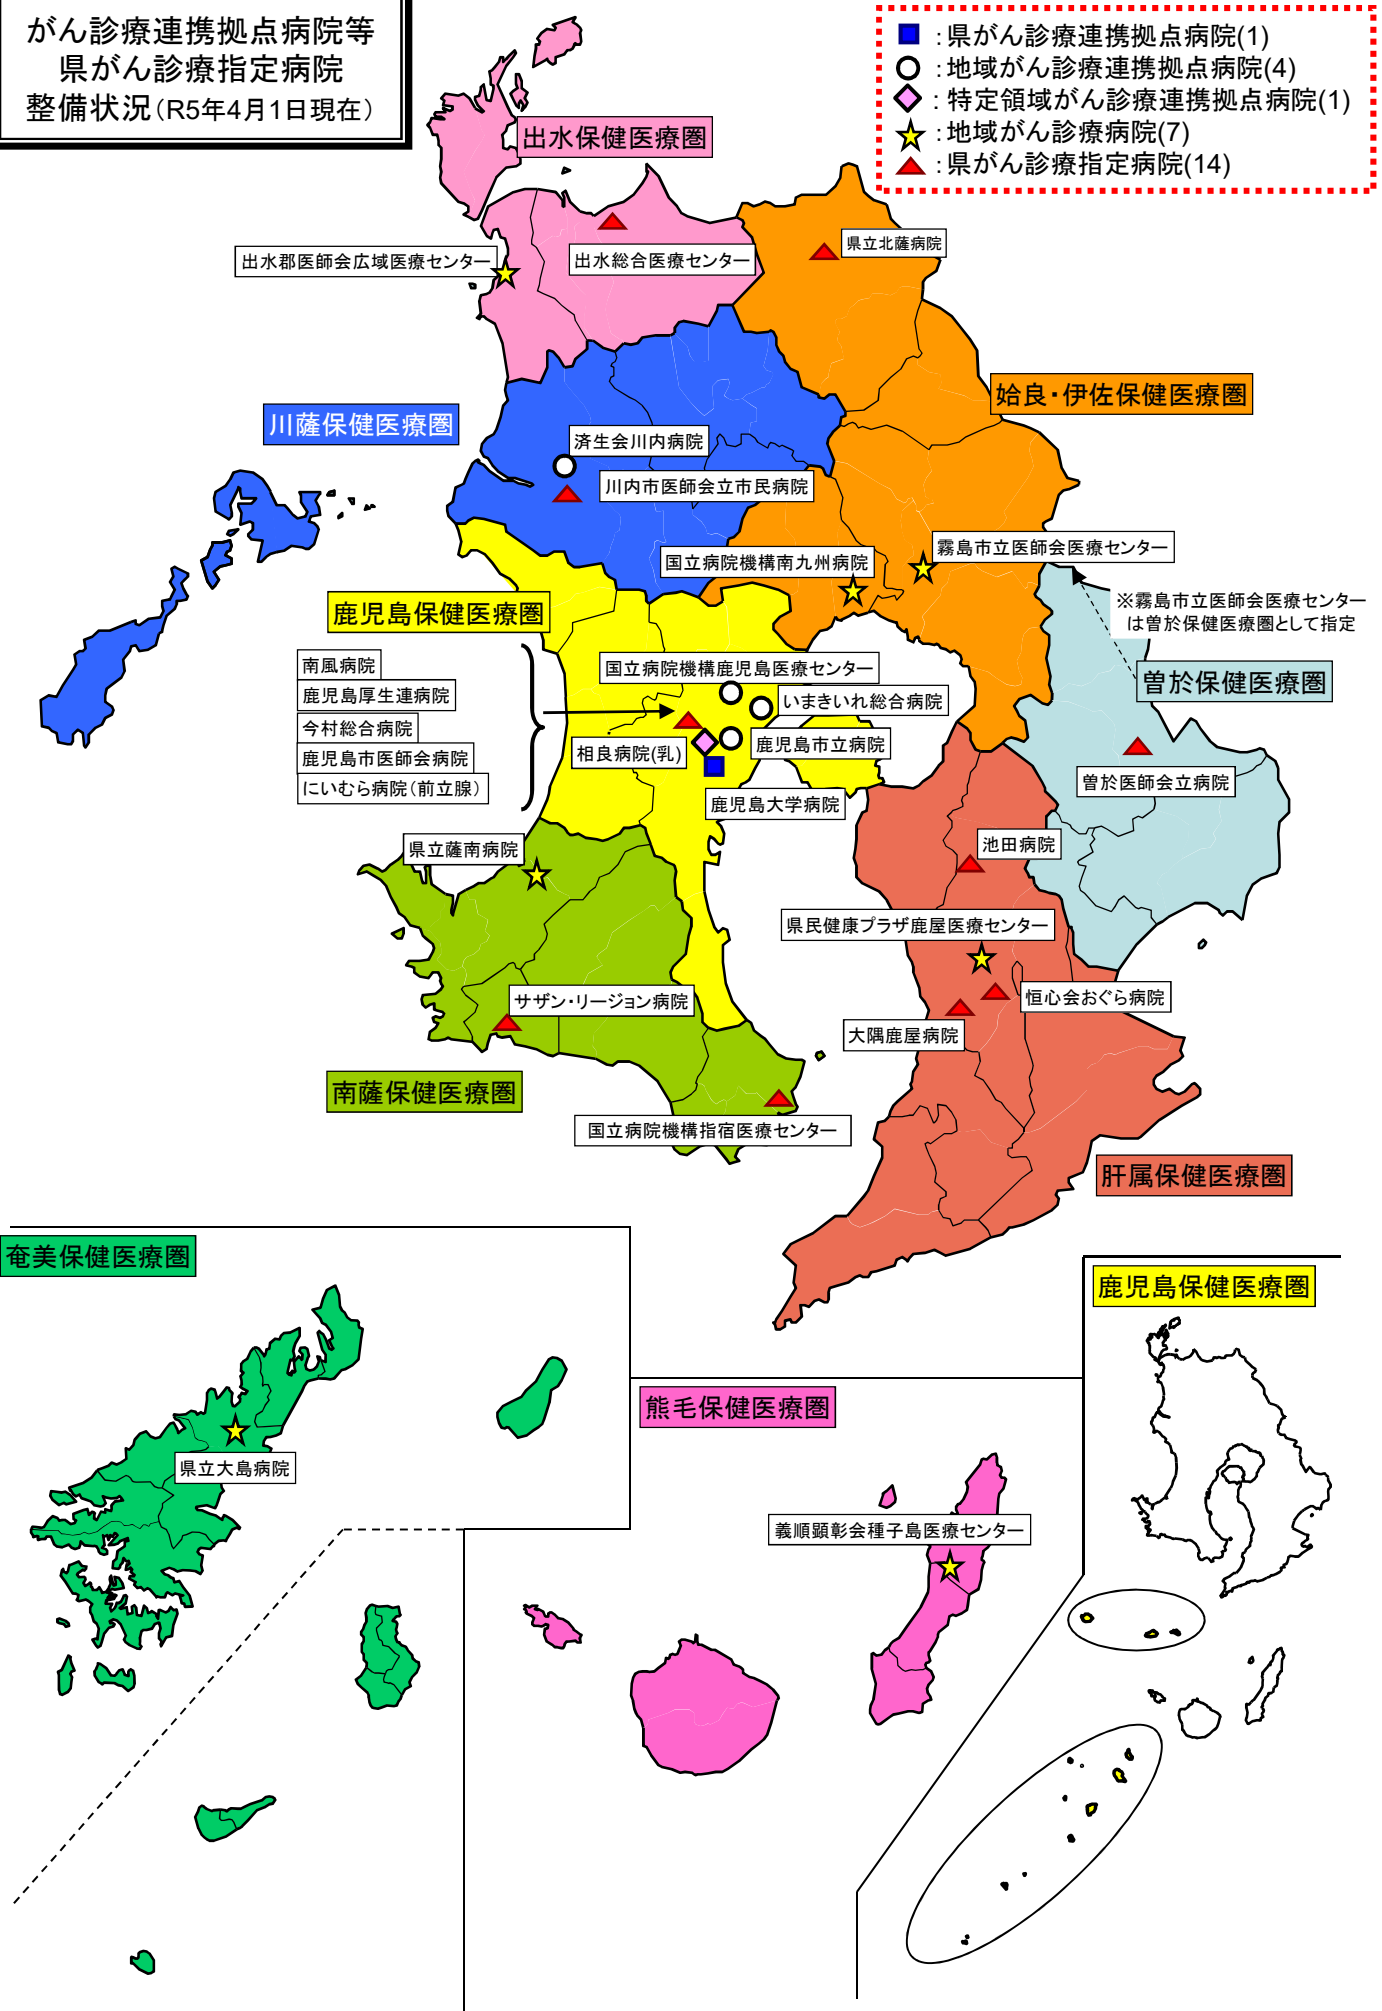 がん診療連携拠点病院等
県がん診療指定病院
整備状況（R5年4月1日現在）
：県がん診療連携拠点病院(1)
：地域がん診療連携拠点病院(4)
：特定領域がん診療連携拠点病院(1)
：地域がん診療病院(7)
：県がん診療指定病院(14)
出水保健医療圏
出水郡医師会広域医療センター
出水総合医療センター
県立北薩病院
姶良・伊佐保健医療圏
川薩保健医療圏
済生会川内病院
川内市医師会立市民病院
国立病院機構南九州病院
霧島市立医師会医療センター
※霧島市立医師会医療センター
は曽於保健医療圏として指定
鹿児島保健医療圏
南風病院
鹿児島厚生連病院
今村総合病院
鹿児島市医師会病院
にいむら病院（前立腺）
国立病院機構鹿児島医療センター
いまきいれ総合病院
相良病院(乳)
鹿児島市立病院
鹿児島大学病院
曽於保健医療圏
曽於医師会立病院
県立薩南病院
池田病院
県民健康プラザ鹿屋医療センター
サザン・リージョン病院
恒心会おぐら病院
大隅鹿屋病院
南薩保健医療圏
国立病院機構指宿医療センター
肝属保健医療圏
奄美保健医療圏
県立大島病院
熊毛保健医療圏
義順顕彰会種子島医療センター
鹿児島保健医療圏